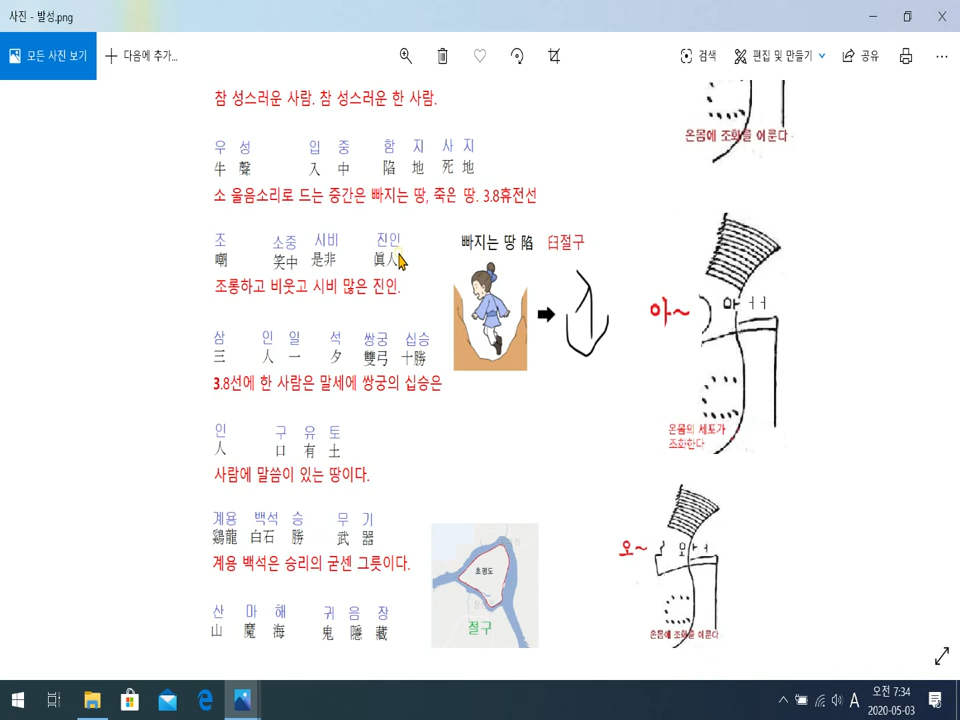 사진 - 발성.png
모든 사진 보기
다음에 추가...
검색
편집 및 만들기
공유
참 성스러운 사람. 참 성스러운 한 사람.
우 성 입 중 함 지 사 지
牛 聲 入 中 陷 地 死 地
소 울음소리로 드는 중간은 빠지는 땅, 죽은 땅. 3.8휴전선
조 소중 시비 진인
嘲 笑中 是非 眞人
조롱하고 비웃고 시비 많은 진인.
삼 인 일 석 쌍궁 십승
三 人 一 夕 雙弓 十勝
3.8선에 한 사람은 말세에 쌍궁의 십승은
인 구 유 토
人 口 有 土
사람에 말씀이 있는 땅이다.
계용 백석 승 무 기
鷄龍 白石 勝 武 器
계용 백석은 승리의 굳센 그릇이다.
산 마 해 귀 음 장
山 魔 海 鬼 隱 藏
빠지는 땅 陷 臼절구
초평도
절구
온몸에 조화를 이룬다
아~
온몸의 세포가
조화한다
오~
온몸에 조화를 이룬다
A
오전 7:34
2020-05-03